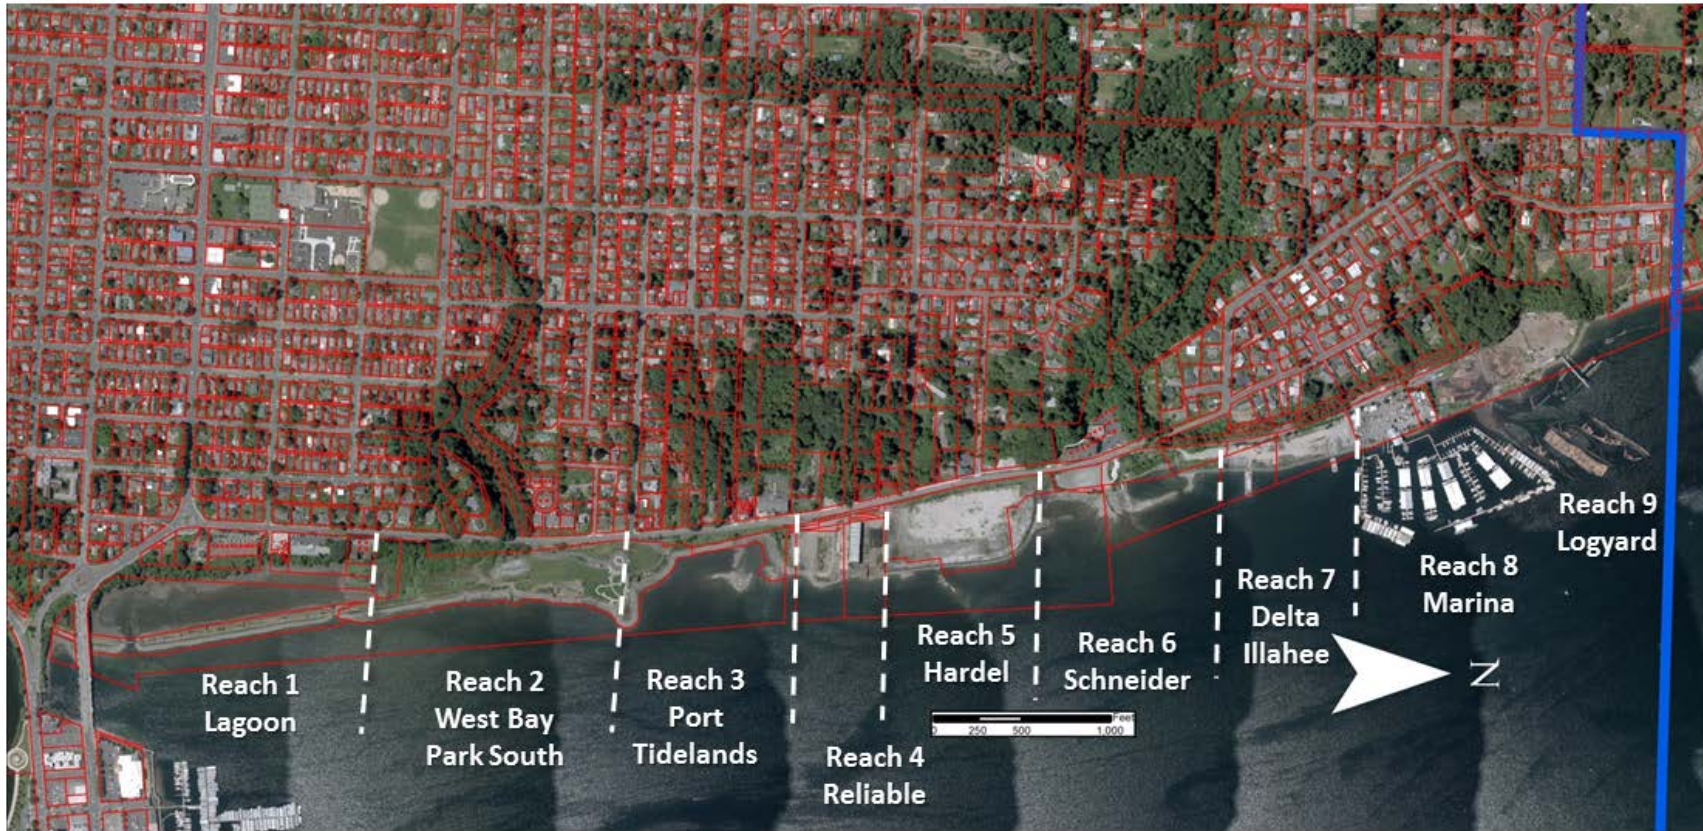 Reach 1
Lagoon
Reach 2
West Bay
Park South
Reach 3
Port
Tidelands
Reach 4
Reliable
Reach 5
Hardel
Reach 6
Schneider
Reach 7
Delta
Illahee
Reach 8
Marina
Reach 9
Logyard
N
Feet
0 250 500 1,000